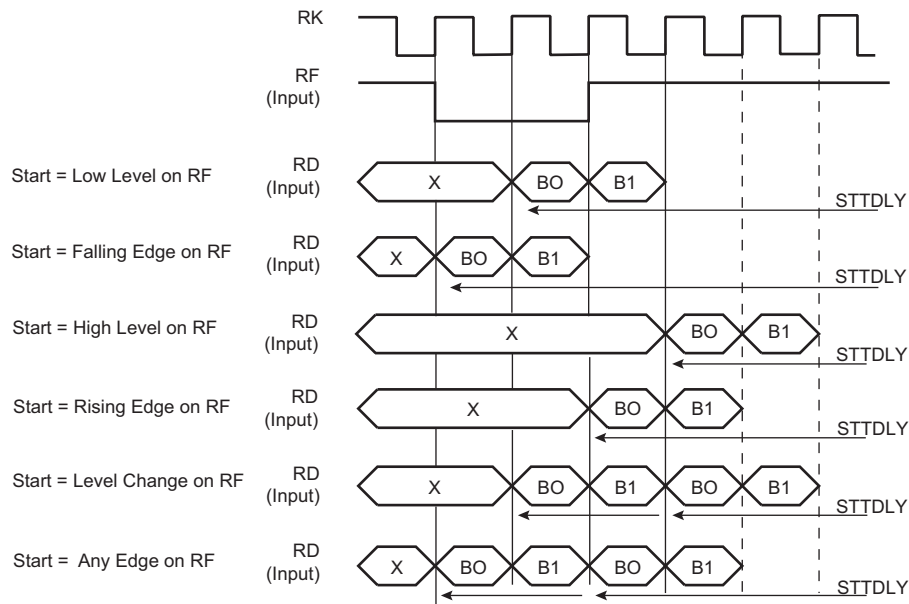 RK
RF
(Input)
Start = Low Level on RF
RD
(Input)
X
BO
B1
STTDLY
Start = Falling Edge on RF
RD
(Input)
X
BO
B1
STTDLY
Start = High Level on RF
RD
(Input)
X
BO
B1
STTDLY
Start = Rising Edge on RF
RD
(Input)
X
BO
B1
STTDLY
Start = Level Change on RF
RD
(Input)
X
BO
B1
BO
B1
STTDLY
Start = Any Edge on RF
RD
(Input)
X
BO
B1
BO
B1
STTDLY